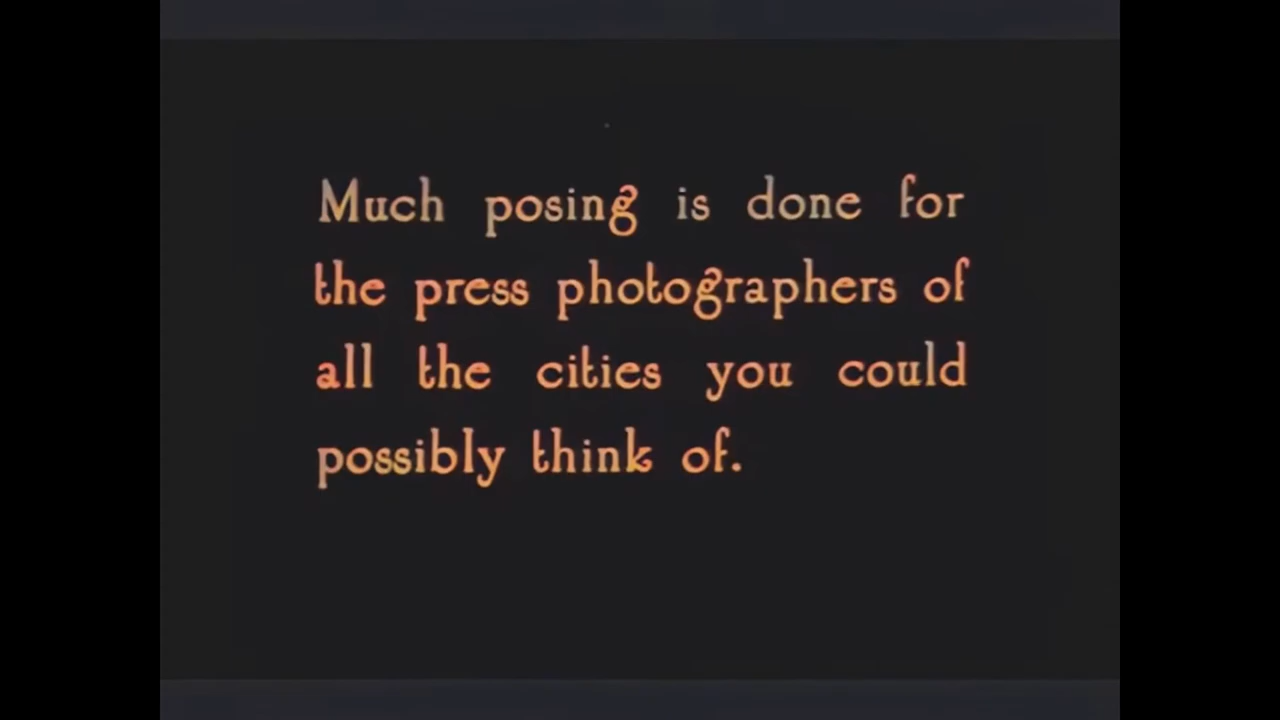 Much posing is done for
the press photographers of
all the cities you could
possibly think of.